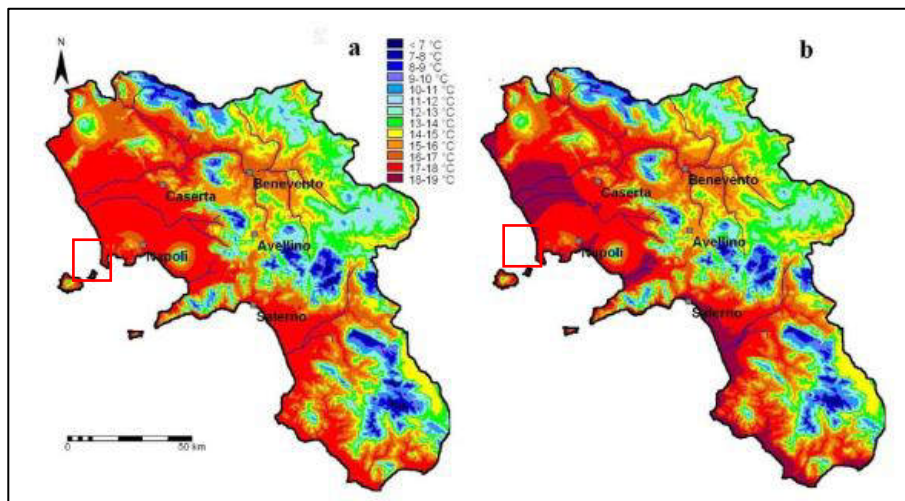 N
a
b
< 7 °C
7-8 °C
8-9 °C
9-10 °C
10-11 °C
11-12 °C
12-13 °C
13-14 °C
14-15 °C
15-16 °C
16-17 °C
17-18 °C
18-19 °C
Benevento
Caserta
Avellino
Napoli
Salerno
Benevento
Caserta
Avellino
Napoli
Salerno
0 50 km